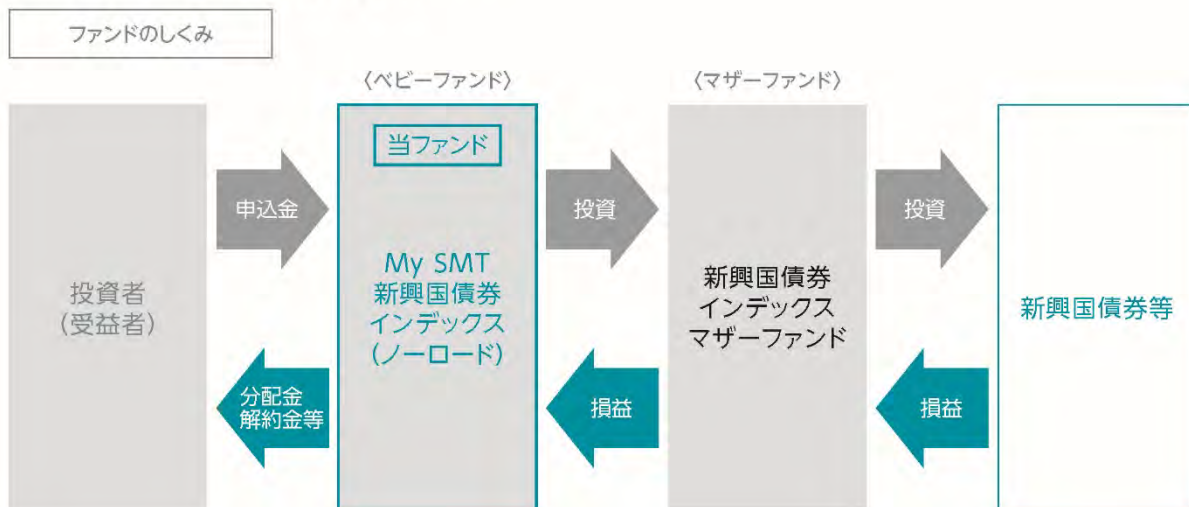 ファンドのしくみ
〈ベビーファンド〉
〈マザーファンド〉
投資者
(受益者)
申込金
分配金
解約金等
当ファンド
My SMT
新興国債券
インデックス
(ノーロード)
投資
損益
新興国債券
インデックス
マザーファンド
投資
損益
新興国債券等